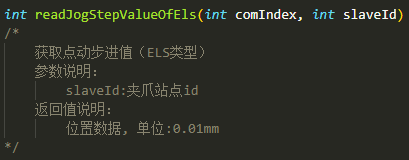 int readJogStepValueOfEls(int comIndex, int slaveId)
/*
获取点动步进值（ELS类型）
参数说明：
slaveId:夹爪站点id
返回值说明：
位置数据, 单位:0.01mm
*/